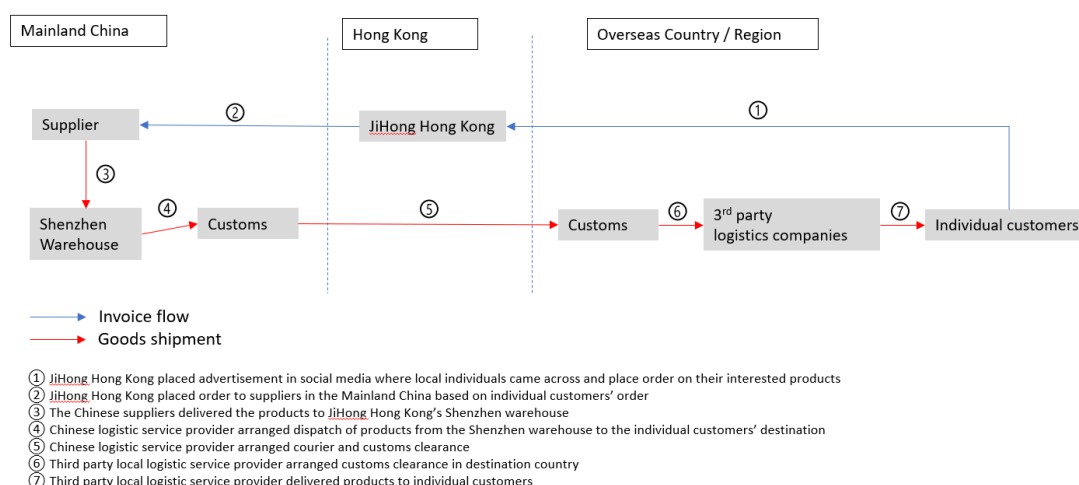 Mainland China
Hong Kong
Overseas Country / Region
①
②
Supplier
JiHong Hong Kong
③
④
⑤
⑥
⑦
Shenzhen
Warehouse
Customs
Customs
3rd party
logistics companies
Individual customers
Invoice flow
Goods shipment
① JiHong Hong Kong placed advertisement in social media where local individuals came across and place order on their interested products
② JiHong Hong Kong placed order to suppliers in the Mainland China based on individual customers' order
③ The Chinese suppliers delivered the products to JiHong Hong Kong's Shenzhen warehouse
④ Chinese logistic service provider arranged dispatch of products from the Shenzhen warehouse to the individual customers' destination
⑤ Chinese logistic service provider arranged courier and customs clearance
⑥ Third party local logistic service provider arranged customs clearance in destination country
⑦ Third party local logistic service provider delivered products to individual customers